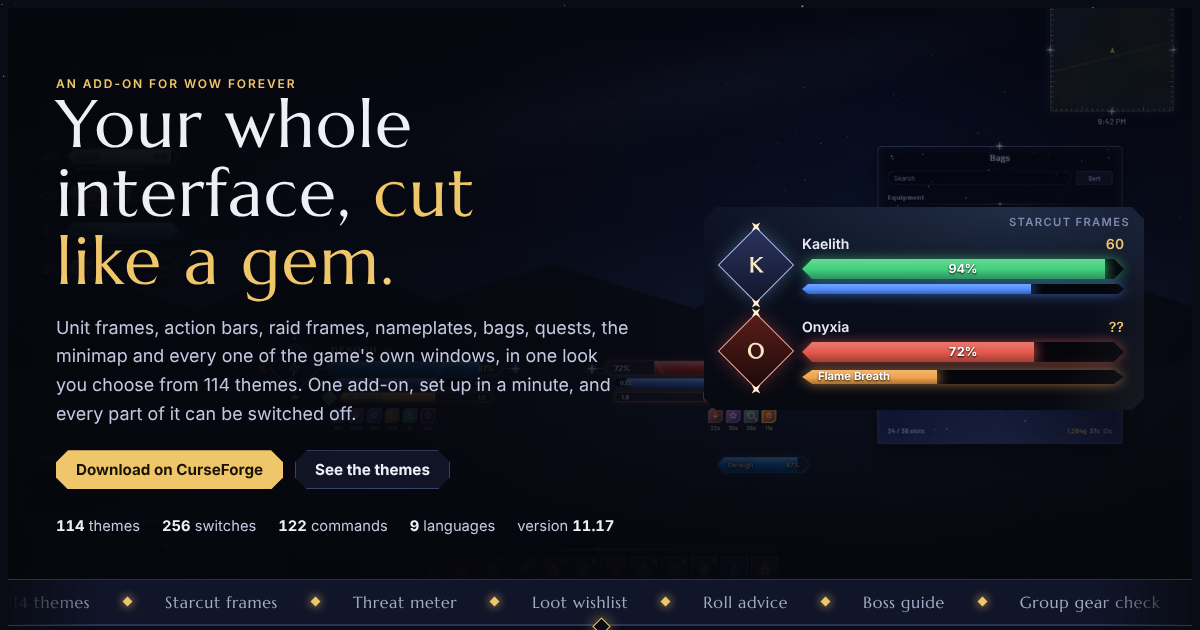 AN ADD-ON FOR WOW FOREVER
Your whole
interface, cut
like a gem.
Unit frames, action bars, raid frames, nameplates, bags, quests, the
minimap and every one of the game's own windows, in one look
you choose from 114 themes. One add-on, set up in a minute, and
every part of it can be switched off.
Download on CurseForge
See the themes
114 themes 256 switches 122 commands 9 languages version 11.17
9:42 PM
Bags
Search
Sort
Equipment
STARCUT FRAMES
K
Kaelith
60
94%
O
Onyxia
??
72%
Flame Breath
72%
24 / 38 slots
87%
14 themes Starcut frames Threat meter Loot wishlist Roll advice Boss guide Group gear check